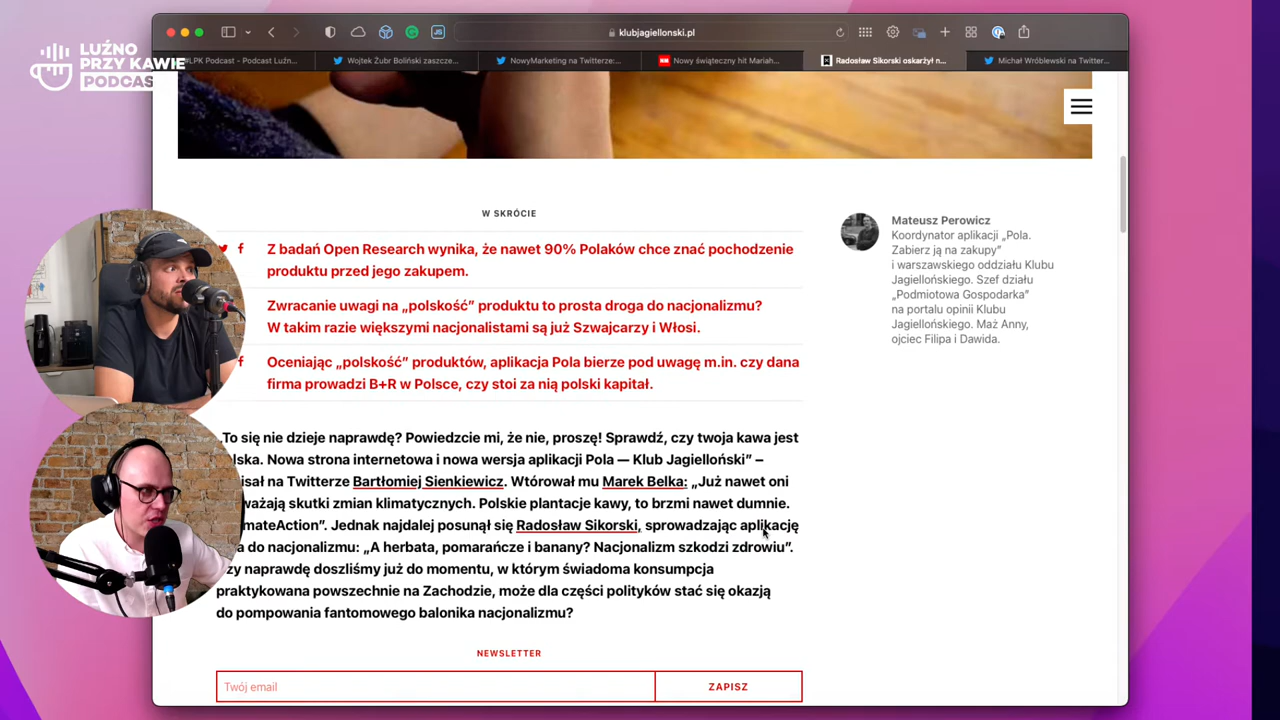 LUŹNO
PRZY KAWIE
PODCAS
klubjagiellonski.pl
#LPK Podcast - Podcast Luźn...
Wojtek Żubr Boliński zaszcze...
NowyMarketing na Twitterze:...
Nowy świąteczny hit Mariah...
Radosław Sikorski oskarżył n...
Michał Wróblewski na Twitter...
W SKRÓCIE
Z badań Open Research wynika, że nawet 90% Polaków chce znać pochodzenie
produktu przed jego zakupem.
Zwracanie uwagi na „polskość” produktu to prosta droga do nacjonalizmu?
W takim razie większymi nacjonalistami są już Szwajcarzy i Włosi.
Oceniając „polskość” produktów, aplikacja Pola bierze pod uwagę m.in. czy dana
firma prowadzi B+R w Polsce, czy stoi za nią polski kapitał.
Mateusz Perowicz
Koordynator aplikacji „Pola.
Zabierz ją na zakupy”
i warszawskiego oddziału Klubu
Jagiellońskiego. Szef działu
„Podmiotowa Gospodarka”
na portalu opinii Klubu
Jagiellońskiego. Mąż Anny,
ojciec Filipa i Dawida.
„To się nie dzieje naprawdę? Powiedzcie mi, że nie, proszę! Sprawdź, czy twoja kawa jest
lska. Nowa strona internetowa i nowa wersja aplikacji Pola — Klub Jagielloński” –
isał na Twitterze Bartłomiej Sienkiewicz. Wtórował mu Marek Belka: „Już nawet oni
ważają skutki zmian klimatycznych. Polskie plantacje kawy, to brzmi nawet dumnie.
mateAction”. Jednak najdalej posunął się Radosław Sikorski, sprowadzając aplikację
a do nacjonalizmu: „A herbata, pomarańcze i banany? Nacjonalizm szkodzi zdrowiu”.
zy naprawdę doszliśmy już do momentu, w którym świadoma konsumpcja
praktykowana powszechnie na Zachodzie, może dla części polityków stać się okazją
do pompowania fantomowego balonika nacjonalizmu?
NEWSLETTER
Twój email
ZAPISZ